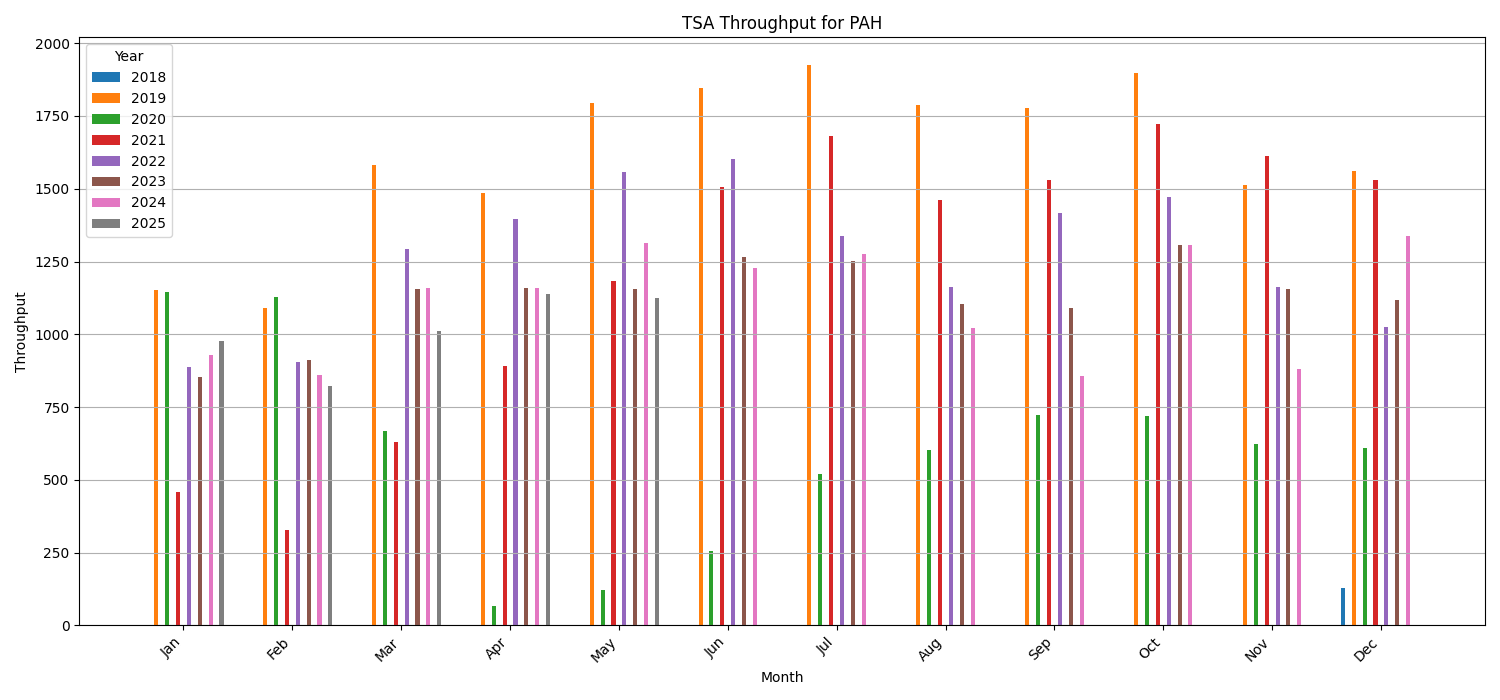 TSA Throughput for PAH
Year
2018
2019
2020
2021
2022
2023
2024
2025
Throughput
2000
1750
1500
1250
1000
750
500
250
0
Jan
Feb
Mar
Apr
May
Jun
Jul
Aug
Sep
Oct
Nov
Dec
Month